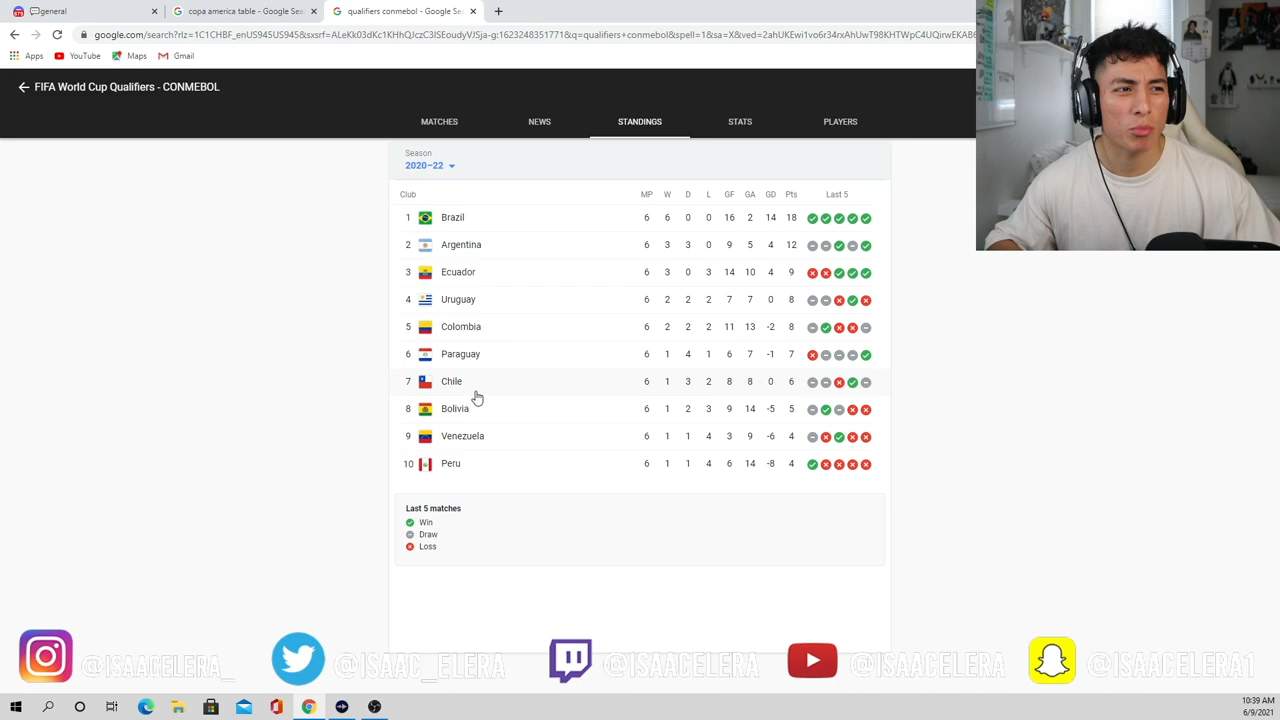 general
copa america table - Google Sea
qualifiers conmebol - Google Sea
google.com/search?rlz=1C1CHBF_enUS945US945&sxsrf=
Apps YouTube Maps Gmail
FIFA World Cup Qualifiers - CONMEBOL
MATCHES NEWS STANDINGS STATS PLAYERS
Season
2020–22
Club MP W D L GF GA GD Pts Last 5
1 Brazil 6 6 0 0 16 2 14 18
2 Argentina 6 3 3 0 9 5 4 12
3 Ecuador 6 3 0 3 14 10 4 9
4 Uruguay 6 2 2 2 7 7 0 8
5 Colombia 6 2 2 2 11 13 -2 8
6 Paraguay 6 1 4 1 6 7 -1 7
7 Chile 6 1 3 2 8 8 0 6
8 Bolivia 6 1 2 3 9 14 -5 5
9 Venezuela 6 1 1 4 3 9 -6 4
10 Peru 6 1 1 4 6 14 -8 4
Last 5 matches
Win
Draw
Loss
@ISAACELERA_ @ISAAC_ELERA @ISAACELERA @ISAACELERA @ISAACELERA1
10:39 AM
6/9/2021